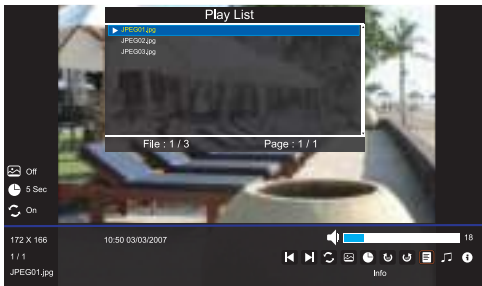 Play List
JPEG01.jpg
JPEG02.jpg
JPEG03.jpg
File : 1 / 3 Page : 1 / 1
Off
5 Sec
On
172 X 166 10:50 03/03/2007 18
1 / 1
JPEG01.jpg Info